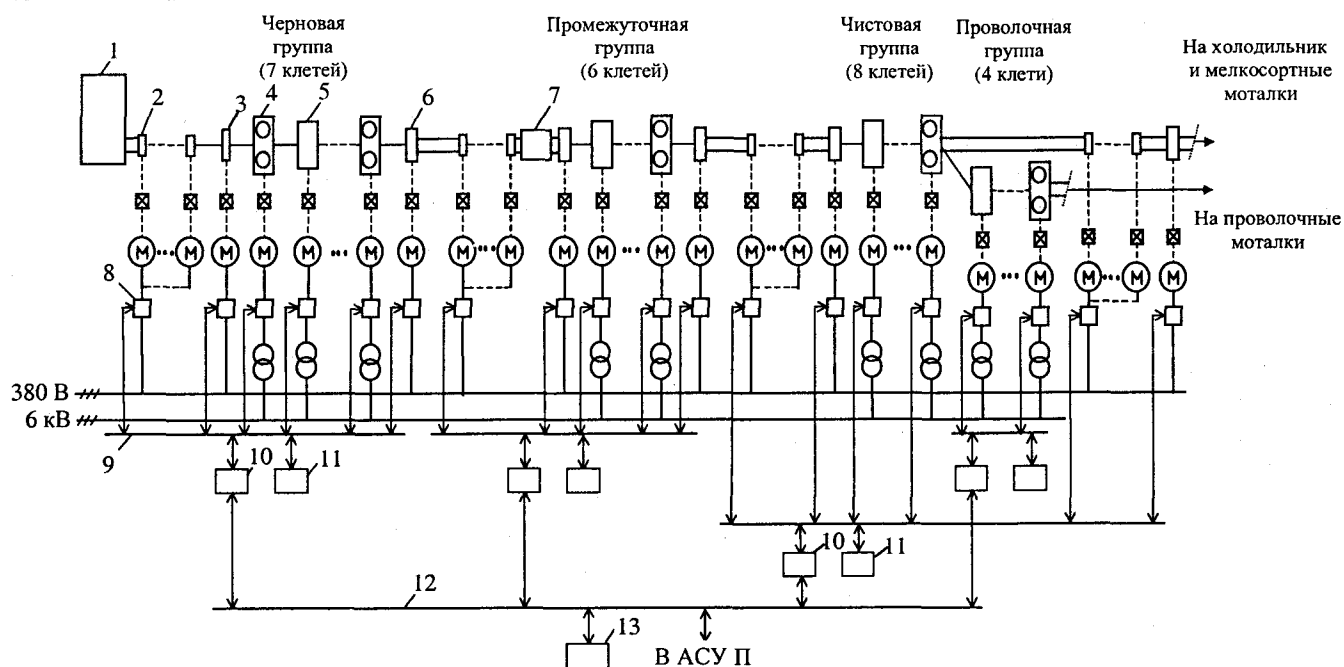 Черновая
группа
(7 клетей)
Промежуточная
группа
(6 клетей)
Чистовая
группа
(8 клетей)
Проволочная
группа
(4 клети)
На холодильник
и мелкосортные
моталки
1
2
3
4
5
6
7
На проволочные
моталки
М М М М М М М М М М М М М М М М М М М
М М М М М
8
380 В
6 кВ
9
10
11
10
11
12
13
В АСУ П